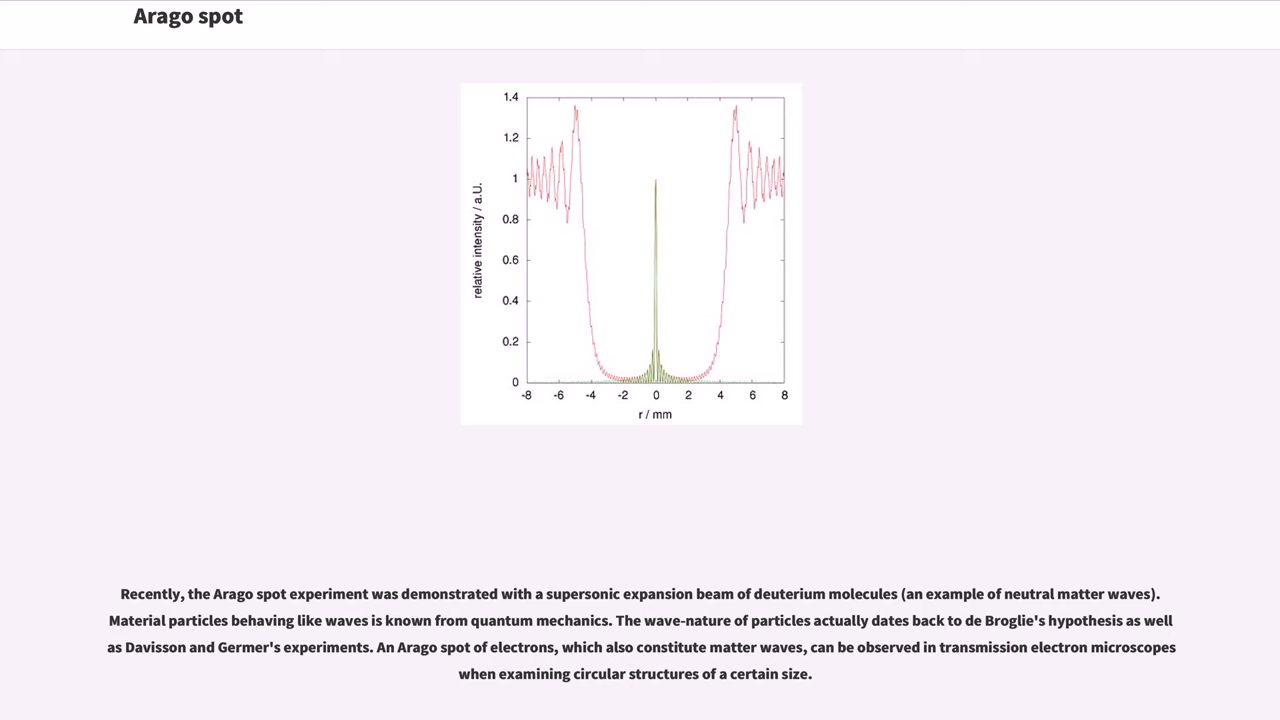 Arago spot
1.4
1.2
1
0.8
0.6
0.4
0.2
0
relative intensity / a.U.
-8 -6 -4 -2 0 2 4 6 8
r / mm
Recently, the Arago spot experiment was demonstrated with a supersonic expansion beam of deuterium molecules (an example of neutral matter waves).
Material particles behaving like waves is known from quantum mechanics. The wave-nature of particles actually dates back to de Broglie's hypothesis as well
as Davisson and Germer's experiments. An Arago spot of electrons, which also constitute matter waves, can be observed in transmission electron microscopes
when examining circular structures of a certain size.